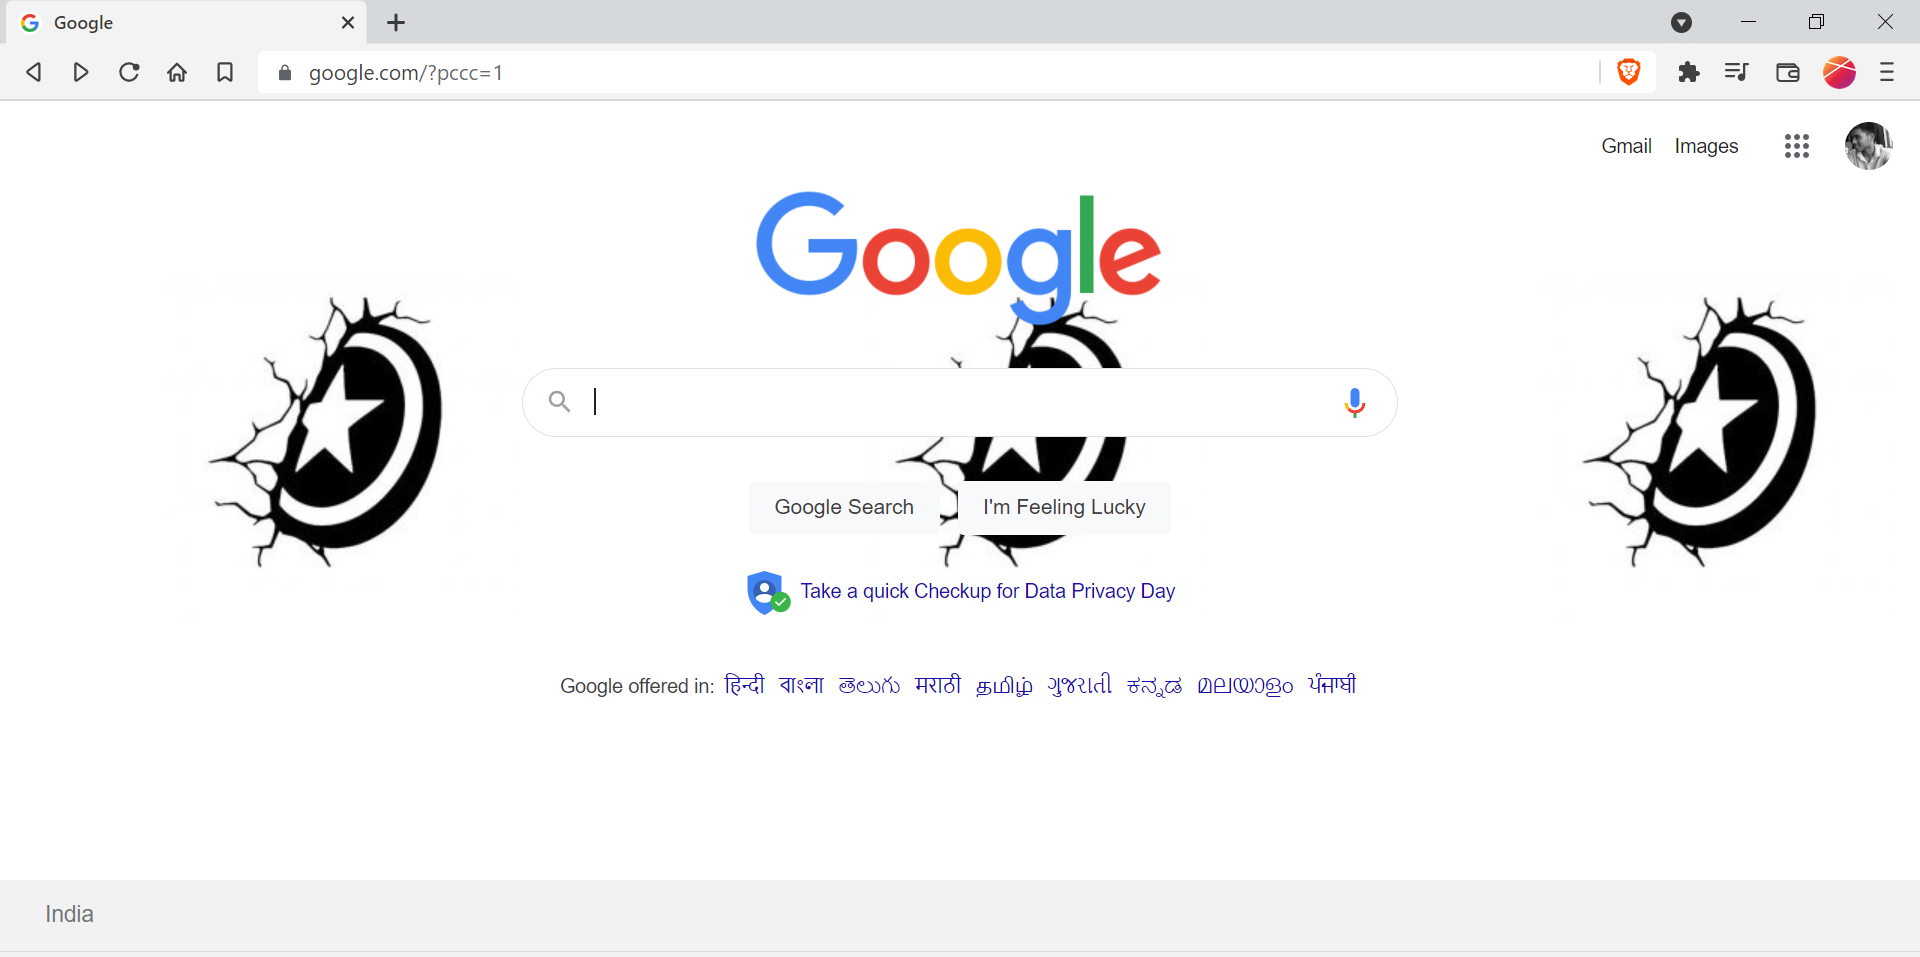 Google
google.com/?pccc=1
Gmail Images
Google
Google Search I'm Feeling Lucky
Take a quick Checkup for Data Privacy Day
Google offered in: हिन्दी বাংলা తెలుగు मराठी தமிழ் ગુજરાતી ಕನ್ನಡ മലയാളം ਪੰਜਾਬੀ
India